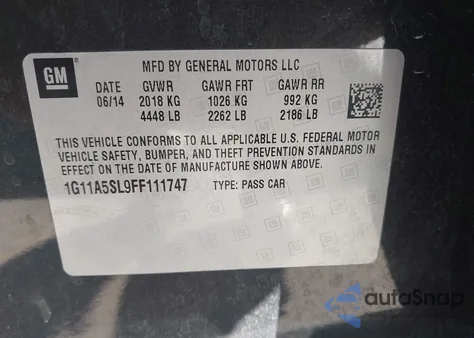 GM
MFD BY GENERAL MOTORS LLC
DATE GVWR GAWR FRT GAWR RR
06/14 2018 KG 1026 KG 992 KG
4448 LB 2262 LB 2186 LB
THIS VEHICLE CONFORMS TO ALL APPLICABLE U.S. FEDERAL MOTOR
VEHICLE SAFETY, BUMPER, AND THEFT PREVENTION STANDARDS IN
EFFECT ON THE DATE OF MANUFACTURE SHOWN ABOVE.
1G11A5SL9FF111747 TYPE: PASS CAR
autoSnap